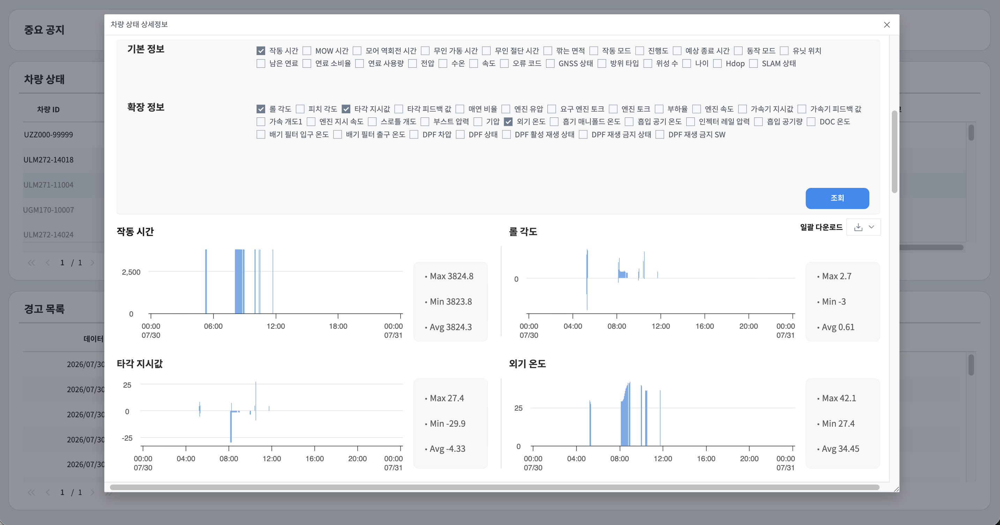 중요 공지
차량 상태
차량 ID
UZZ000-99999
ULM272-14018
ULM271-11004
UGM170-10007
ULM272-14024
1 / 1
경고 목록
데이터
2026/07/30
2026/07/30
2026/07/30
2026/07/30
2026/07/30
1 / 1
차량 상태 상세정보
기본 정보
작동 시간 MOW 시간 모어 역회전 시간 무인 가동 시간 무인 절단 시간 깎는 면적 작동 모드 진행도 예상 종료 시간 동작 모드 유닛 위치
남은 연료 연료 소비율 연료 사용량 전압 수온 속도 오류 코드 GNSS 상태 방위 타입 위성 수 나이 Hdop SLAM 상태
확장 정보
롤 각도 피치 각도 타각 지시값 타각 피드백 값 매연 비율 엔진 유압 요구 엔진 토크 엔진 토크 부하율 엔진 속도 가속기 지시값 가속기 피드백 값
가속 개도1 엔진 지시 속도 스로틀 개도 부스트 압력 기압 외기 온도 흡기 매니폴드 온도 흡입 공기 온도 인젝터 레일 압력 흡입 공기량 DOC 온도
배기 필터 입구 온도 배기 필터 출구 온도 DPF 차압 DPF 상태 DPF 활성 재생 상태 DPF 재생 금지 상태 DPF 재생 금지 SW
조회
일괄 다운로드
작동 시간
2,500
0
00:00 06:00 12:00 18:00 00:00
07/30 07/31
• Max 3824.8
• Min 3823.8
• Avg 3824.3
롤 각도
0
00:00 04:00 08:00 12:00 16:00 20:00 00:00
07/30 07/31
• Max 2.7
• Min -3
• Avg 0.61
타각 지시값
25
0
-25
00:00 04:00 08:00 12:00 16:00 20:00 00:00
07/30 07/31
• Max 27.4
• Min -29.9
• Avg -4.33
외기 온도
25
0
00:00 04:00 08:00 12:00 16:00 20:00 00:00
07/30 07/31
• Max 42.1
• Min 27.4
• Avg 34.45